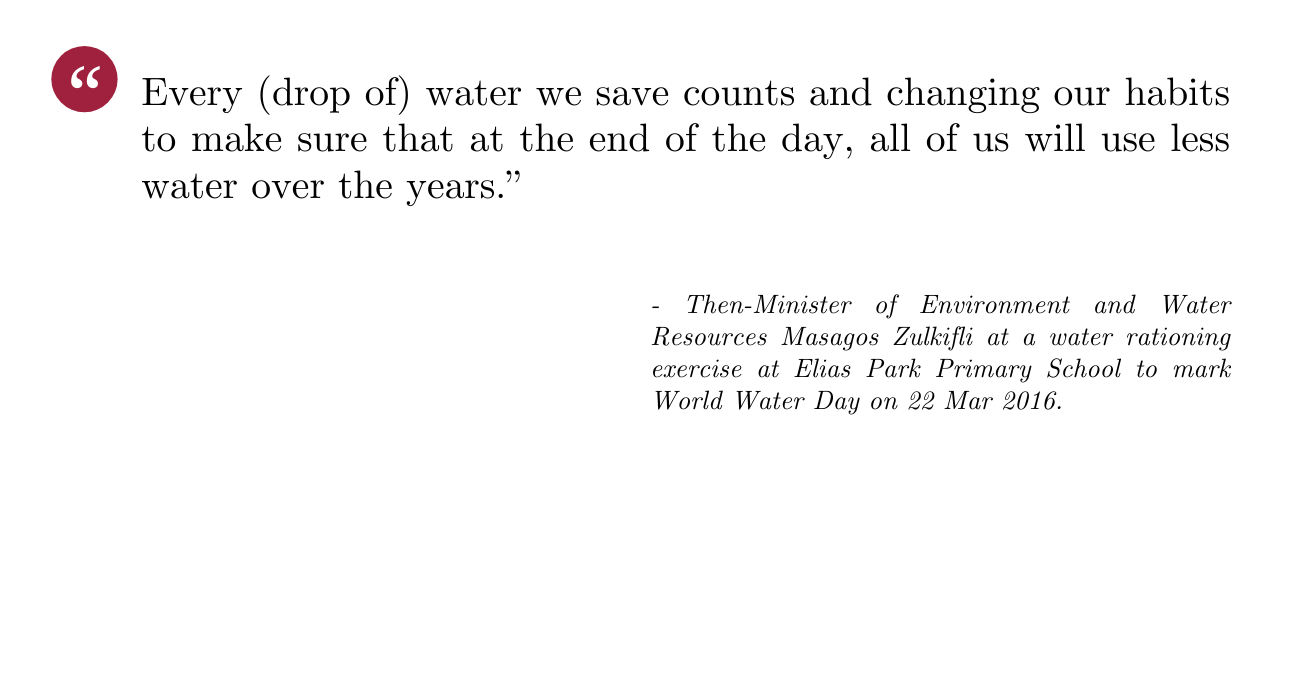 “ Every (drop of) water we save counts and changing our habits
to make sure that at the end of the day, all of us will use less
water over the years.”
- Then-Minister of Environment and Water
Resources Masagos Zulkifli at a water rationing
exercise at Elias Park Primary School to mark
World Water Day on 22 Mar 2016.